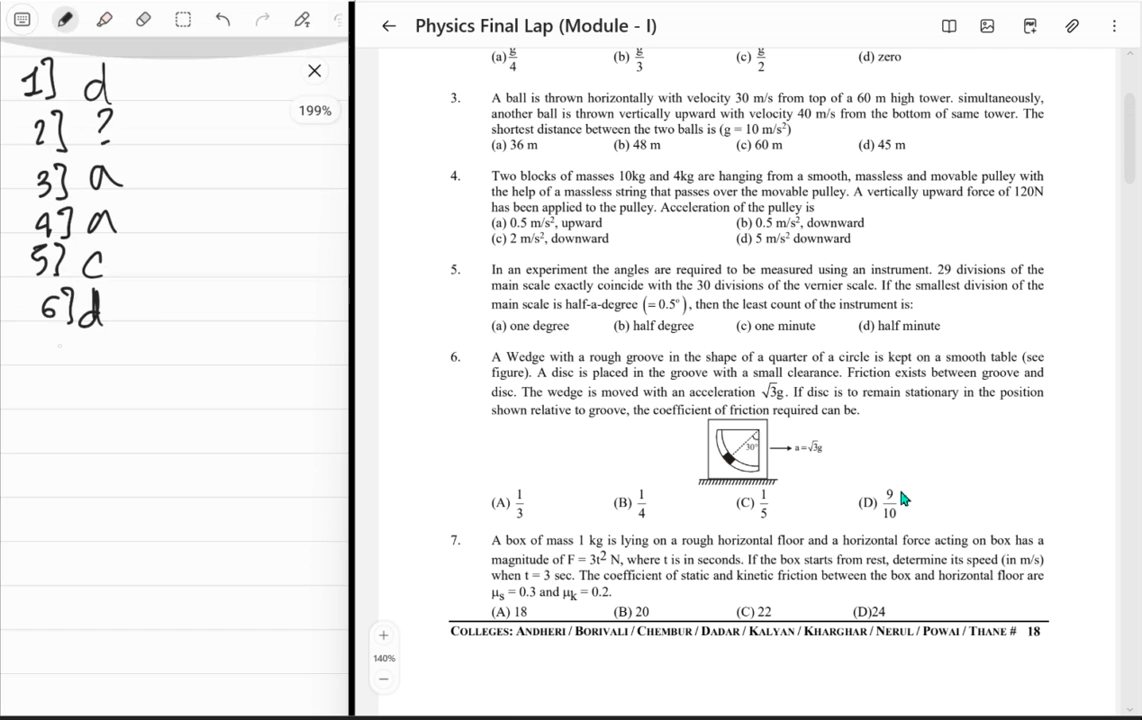 Physics Final Lap (Module - I)
1] d
2] ?
3] a
4] a
5] c
6] d
199%
(a) g/4 (b) g/3 (c) g/2 (d) zero
3. A ball is thrown horizontally with velocity 30 m/s from top of a 60 m high tower. simultaneously,
another ball is thrown vertically upward with velocity 40 m/s from the bottom of same tower. The
shortest distance between the two balls is (g = 10 m/s²)
(a) 36 m (b) 48 m (c) 60 m (d) 45 m
4. Two blocks of masses 10kg and 4kg are hanging from a smooth, massless and movable pulley with
the help of a massless string that passes over the movable pulley. A vertically upward force of 120N
has been applied to the pulley. Acceleration of the pulley is
(a) 0.5 m/s², upward (b) 0.5 m/s², downward
(c) 2 m/s², downward (d) 5 m/s² downward
5. In an experiment the angles are required to be measured using an instrument. 29 divisions of the
main scale exactly coincide with the 30 divisions of the vernier scale. If the smallest division of the
main scale is half-a-degree (= 0.5°), then the least count of the instrument is:
(a) one degree (b) half degree (c) one minute (d) half minute
6. A Wedge with a rough groove in the shape of a quarter of a circle is kept on a smooth table (see
figure). A disc is placed in the groove with a small clearance. Friction exists between groove and
disc. The wedge is moved with an acceleration √3g. If disc is to remain stationary in the position
shown relative to groove, the coefficient of friction required can be.
30° a = √3g
(A) 1/3 (B) 1/4 (C) 1/5 (D) 9/10
7. A box of mass 1 kg is lying on a rough horizontal floor and a horizontal force acting on box has a
magnitude of F = 3t² N, where t is in seconds. If the box starts from rest, determine its speed (in m/s)
when t = 3 sec. The coefficient of static and kinetic friction between the box and horizontal floor are
μs = 0.3 and μk = 0.2.
(A) 18 (B) 20 (C) 22 (D)24
COLLEGES: ANDHERI / BORIVALI / CHEMBUR / DADAR / KALYAN / KHARGHAR / NERUL / POWAI / THANE # 18
140%